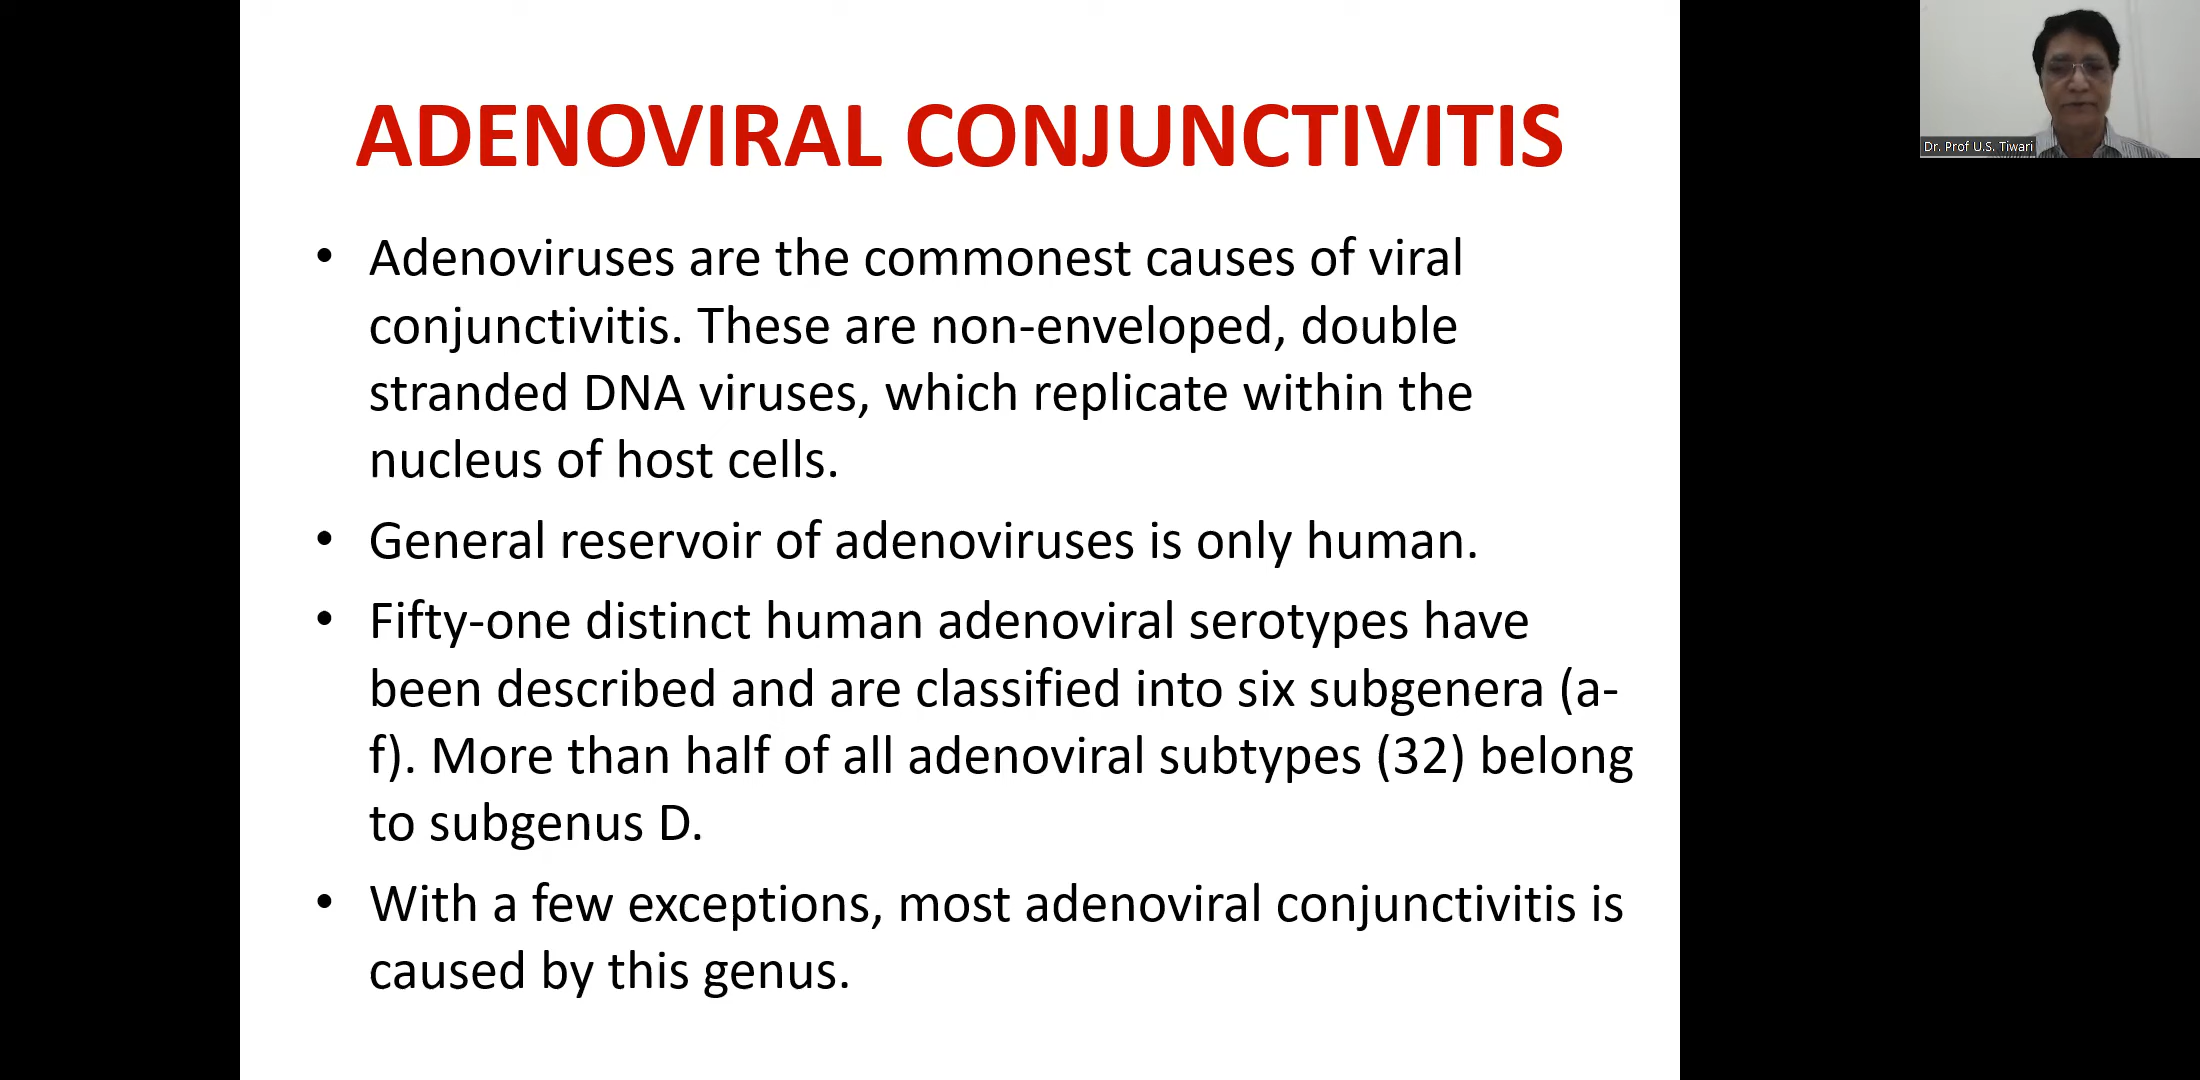 ADENOVIRAL CONJUNCTIVITIS
Dr. Prof U.S. Tiwari
• Adenoviruses are the commonest causes of viral
conjunctivitis. These are non-enveloped, double
stranded DNA viruses, which replicate within the
nucleus of host cells.
• General reservoir of adenoviruses is only human.
• Fifty-one distinct human adenoviral serotypes have
been described and are classified into six subgenera (a-
f). More than half of all adenoviral subtypes (32) belong
to subgenus D.
• With a few exceptions, most adenoviral conjunctivitis is
caused by this genus.